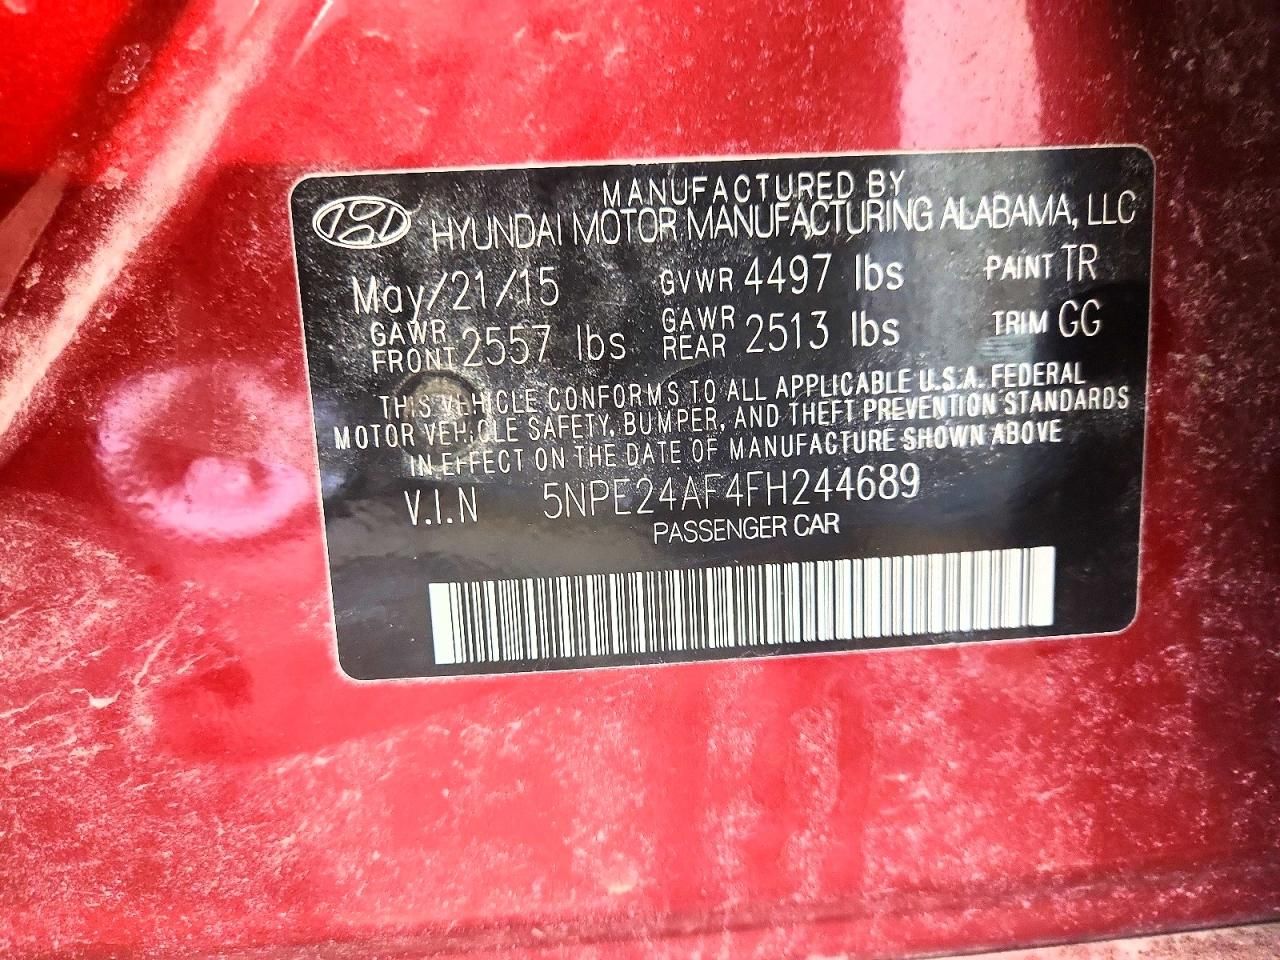 MANUFACTURED BY
HYUNDAI MOTOR MANUFACTURING ALABAMA, LLC
May/21/15 GVWR 4497 lbs PAINT TR
GAWR FRONT 2557 lbs GAWR REAR 2513 lbs TRIM GG
THIS VEHICLE CONFORMS TO ALL APPLICABLE U.S.A. FEDERAL
MOTOR VEHICLE SAFETY, BUMPER, AND THEFT PREVENTION STANDARDS
IN EFFECT ON THE DATE OF MANUFACTURE SHOWN ABOVE
V.I.N 5NPE24AF4FH244689
PASSENGER CAR